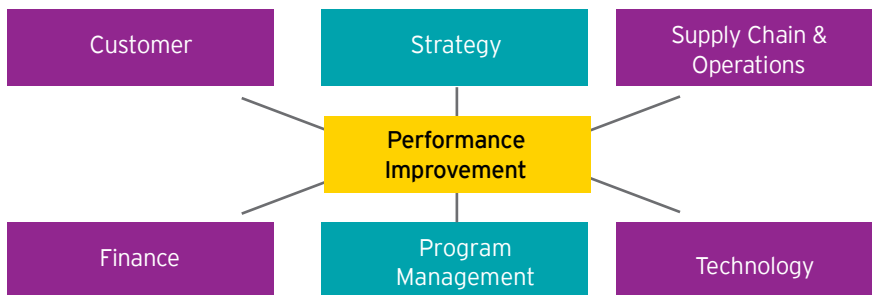 Customer
Strategy
Supply Chain &
Operations
Performance
Improvement
Finance
Program
Management
Technology